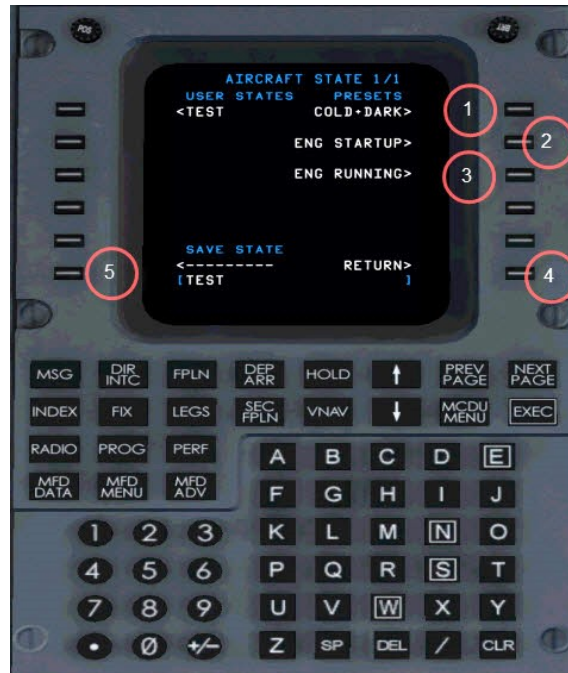 AIRCRAFT STATE 1/1
USER STATES PRESETS
<TEST COLD+DARK>
1
ENG STARTUP>
2
ENG RUNNING>
3
SAVE STATE
<--------- RETURN>
5
4
[TEST ]
MSG DIR INTC FPLN DEP ARR HOLD ↑ PREV PAGE NEXT PAGE
INDEX FIX LEGS SEC FPLN VNAV ↓ MCDU MENU EXEC
RADIO PROG PERF
MFD DATA MFD MENU MFD ADV
A B C D E
F G H I J
1 2 3 K L M N O
4 5 6 P Q R S T
7 8 9 U V W X Y
• Ø +/- Z SP DEL / CLR